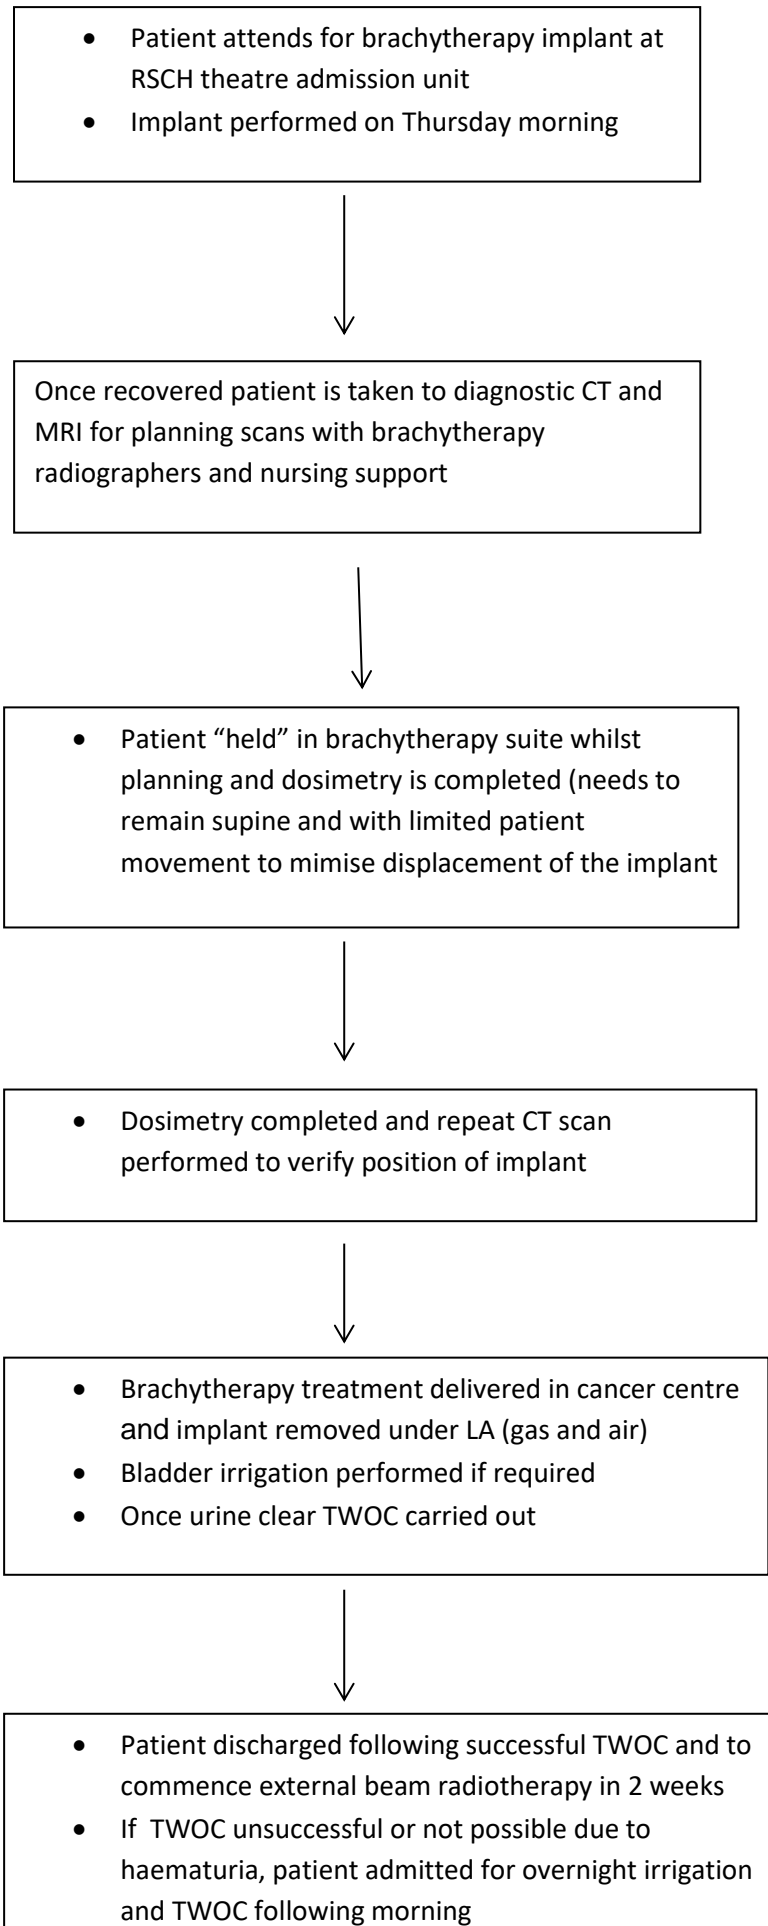 • Patient attends for brachytherapy implant at
RSCH theatre admission unit
• Implant performed on Thursday morning
Once recovered patient is taken to diagnostic CT and
MRI for planning scans with brachytherapy
radiographers and nursing support
• Patient “held” in brachytherapy suite whilst
planning and dosimetry is completed (needs to
remain supine and with limited patient
movement to mimise displacement of the implant
• Dosimetry completed and repeat CT scan
performed to verify position of implant
• Brachytherapy treatment delivered in cancer centre
and implant removed under LA (gas and air)
• Bladder irrigation performed if required
• Once urine clear TWOC carried out
• Patient discharged following successful TWOC and to
commence external beam radiotherapy in 2 weeks
• If TWOC unsuccessful or not possible due to
haematuria, patient admitted for overnight irrigation
and TWOC following morning